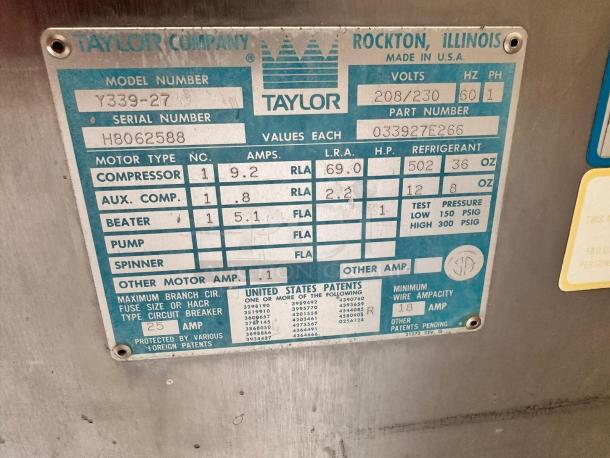 TAYLOR COMPANY ® ROCKTON, ILLINOIS
MADE IN U.S.A.
MODEL NUMBER VOLTS HZ PH
Y339-27 TAYLOR 208/230 60 1
SERIAL NUMBER PART NUMBER
H8062588 VALUES EACH 033927E266
MOTOR TYPE NO. AMPS. L.R.A. H.P. REFRIGERANT
COMPRESSOR 1 9.2 RLA 69.0 502 36 OZ
AUX. COMP. 1 .8 RLA 2.2 12 8 OZ
BEATER 1 5.1 FLA 1 TEST PRESSURE
LOW 150 PSIG
HIGH 300 PSIG
PUMP FLA
SPINNER FLA
OTHER MOTOR AMP. .1 OTHER AMP.
MAXIMUM BRANCH CIR.
FUSE SIZE OR HACR
TYPE CIRCUIT BREAKER
25 AMP
PROTECTED BY VARIOUS
FOREIGN PATENTS
UNITED STATES PATENTS
ONE OR MORE OF THE FOLLOWING
R
MINIMUM
WIRE AMPACITY
18 AMP
OTHER
PATENTS PENDING
THIS
PERSON